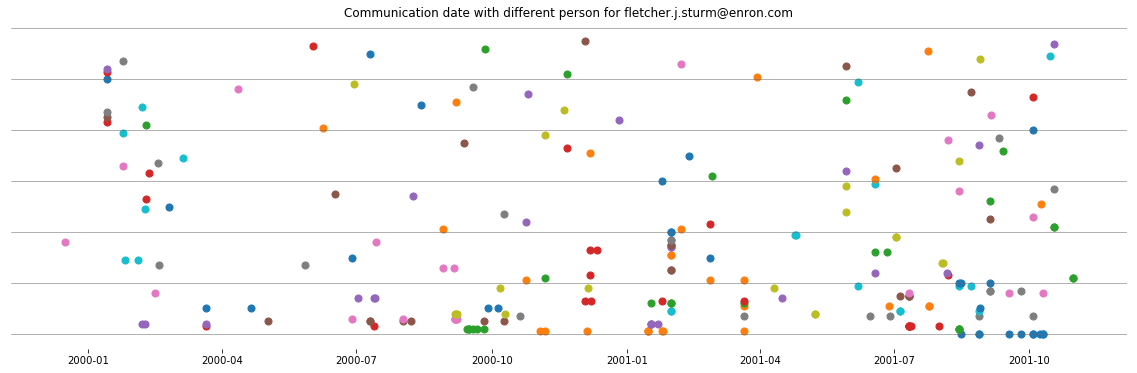 Communication date with different person for fletcher.j.sturm@enron.com
2000-01 2000-04 2000-07 2000-10 2001-01 2001-04 2001-07 2001-10